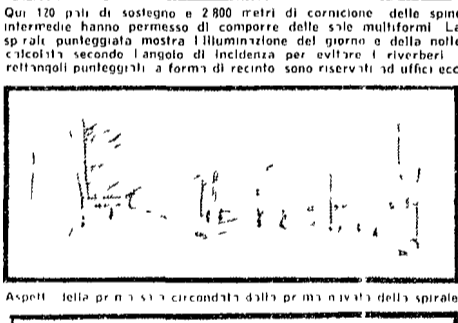 Qui 120 pali di sostegno e 2 800 metri di cornicione delle spine
intermedie hanno permesso di comporre delle sale multiformi La
spirale punteggiata mostra l illuminazione del giorno e della notte
calcolata secondo l angolo di incidenza per evitare i riverberi I
rettangoli punteggiati a forma di recinto sono riservati ad uffici ecc
Aspetti della prima sala circondata dalla prima navata della spirale